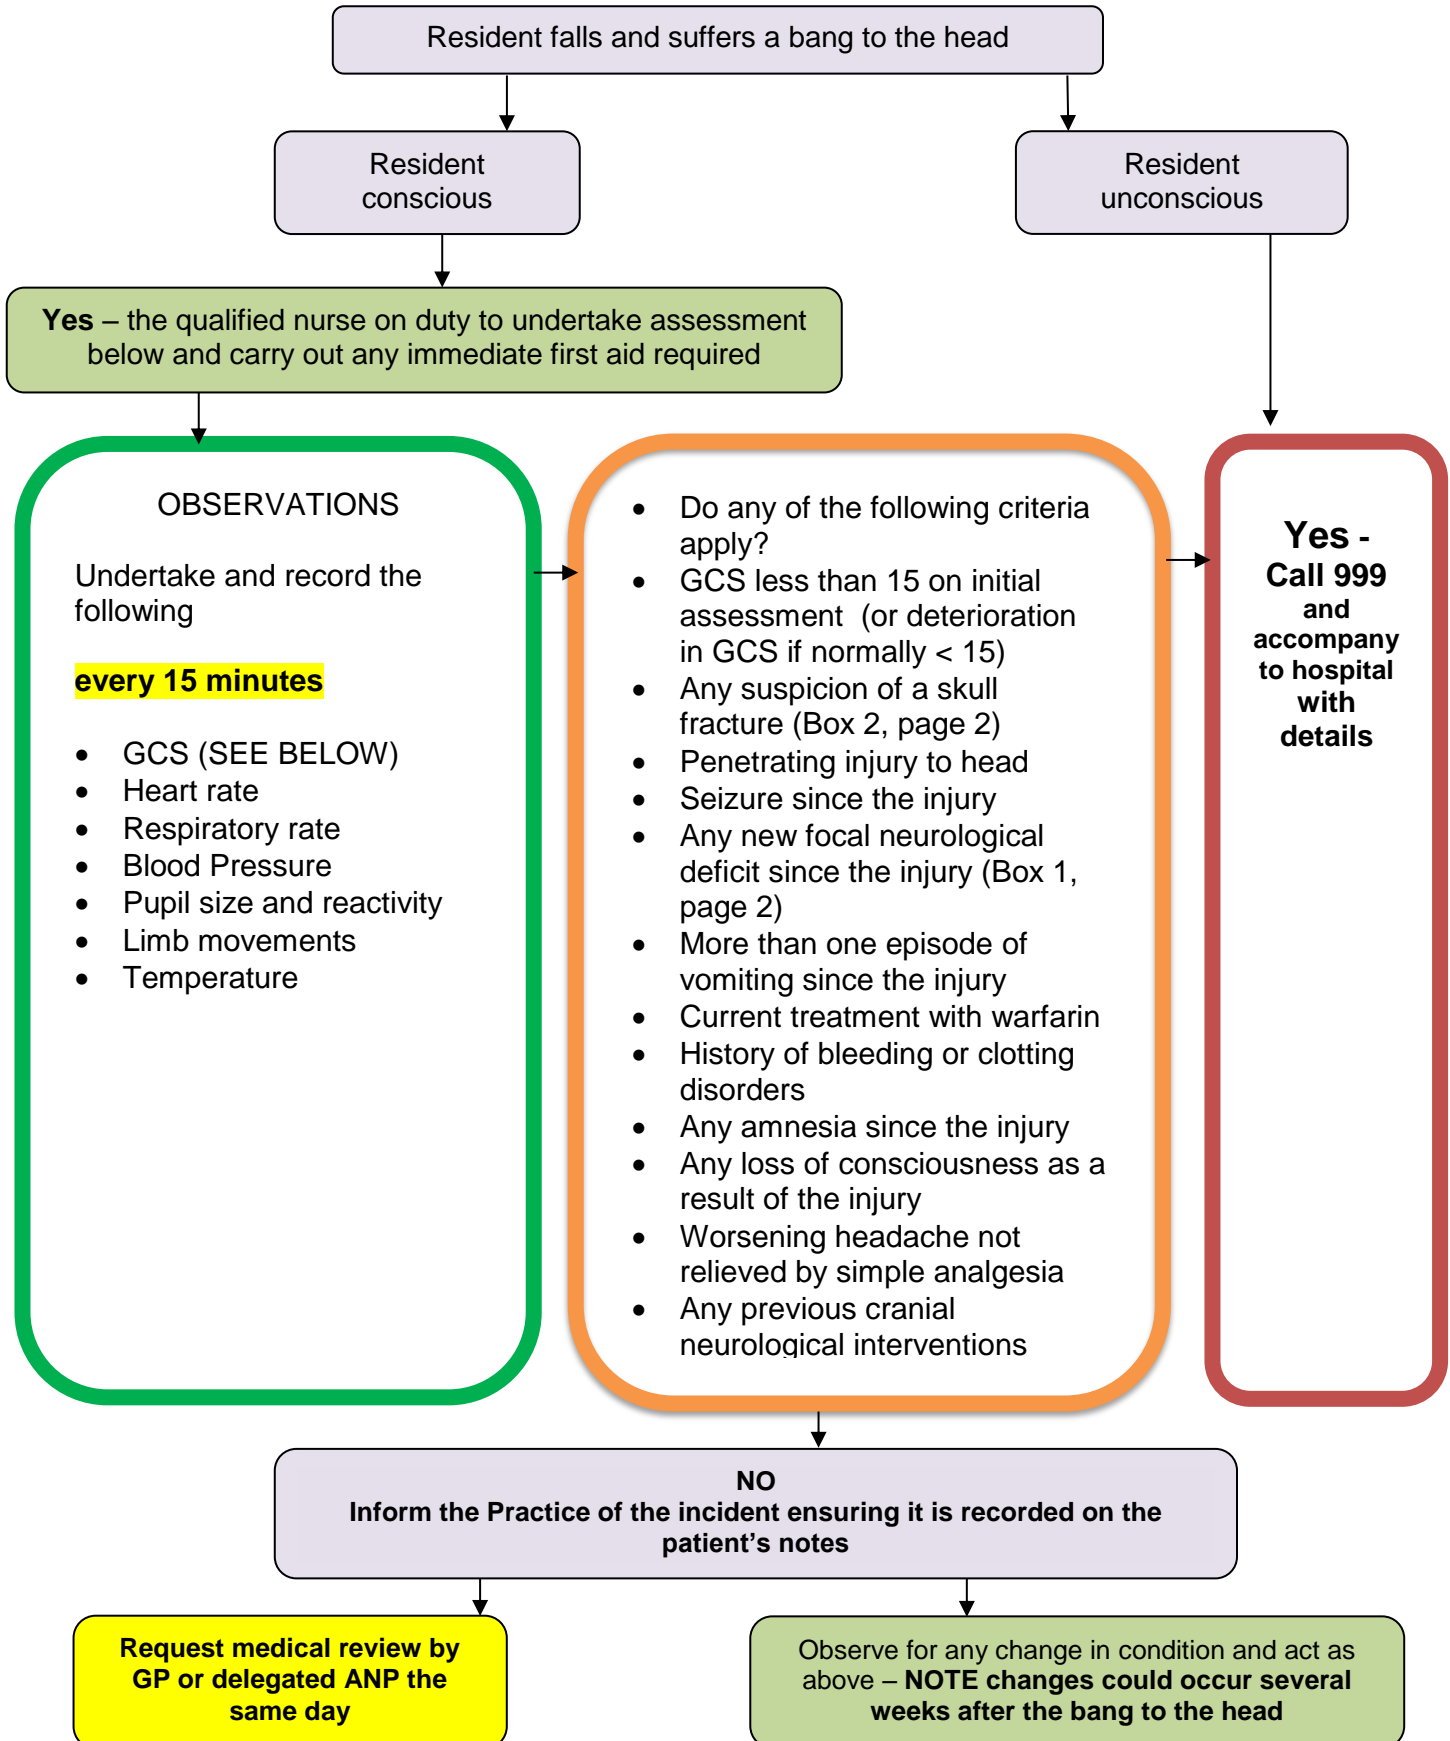 Resident falls and suffers a bang to the head
Resident
conscious
Resident
unconscious
Yes – the qualified nurse on duty to undertake assessment
below and carry out any immediate first aid required
OBSERVATIONS
Undertake and record the
following
every 15 minutes
• GCS (SEE BELOW)
• Heart rate
• Respiratory rate
• Blood Pressure
• Pupil size and reactivity
• Limb movements
• Temperature
• Do any of the following criteria
apply?
• GCS less than 15 on initial
assessment (or deterioration
in GCS if normally < 15)
• Any suspicion of a skull
fracture (Box 2, page 2)
• Penetrating injury to head
• Seizure since the injury
• Any new focal neurological
deficit since the injury (Box 1,
page 2)
• More than one episode of
vomiting since the injury
• Current treatment with warfarin
• History of bleeding or clotting
disorders
• Any amnesia since the injury
• Any loss of consciousness as a
result of the injury
• Worsening headache not
relieved by simple analgesia
• Any previous cranial
neurological interventions
Yes -
Call 999
and
accompany
to hospital
with
details
NO
Inform the Practice of the incident ensuring it is recorded on the
patient’s notes
Request medical review by
GP or delegated ANP the
same day
Observe for any change in condition and act as
above – NOTE changes could occur several
weeks after the bang to the head